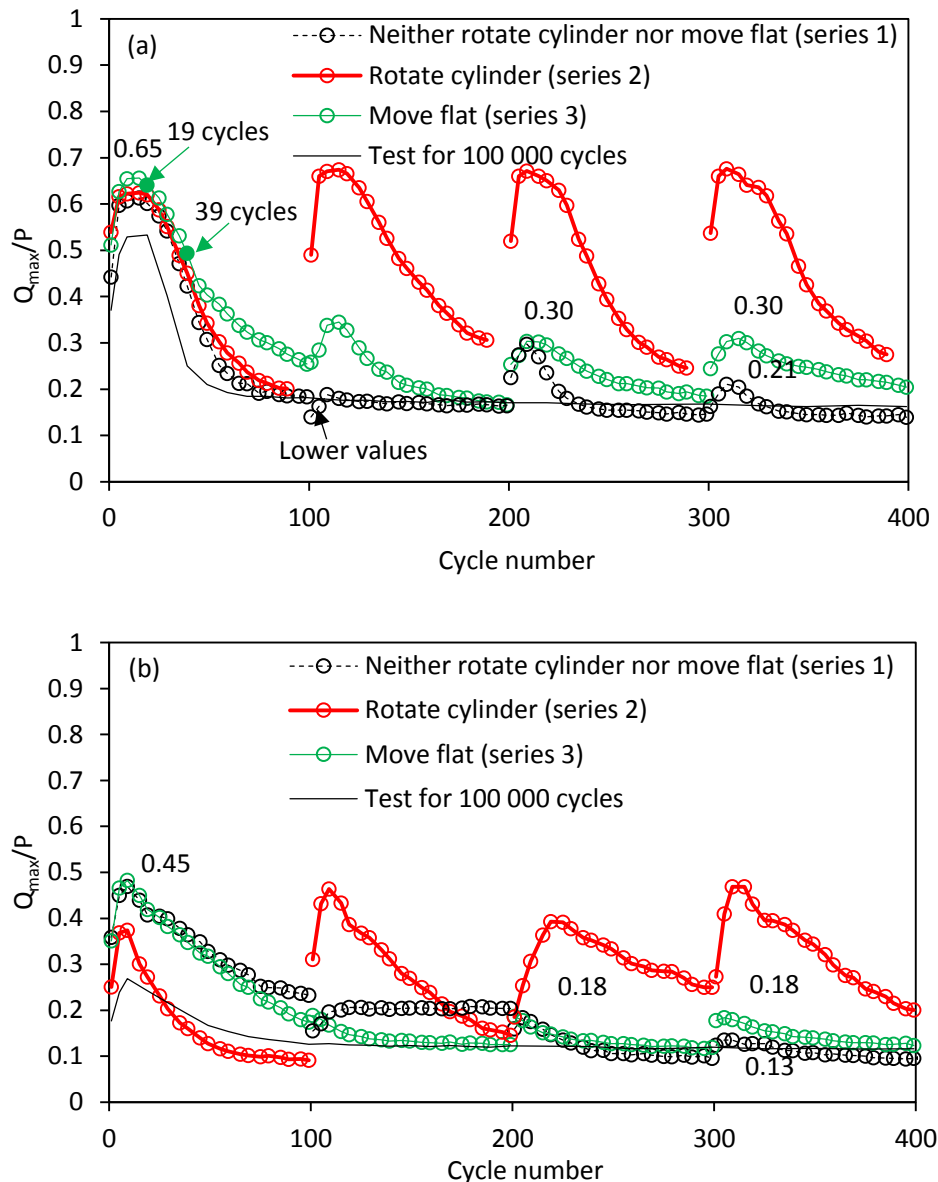 1
(a)
Neither rotate cylinder nor move flat (series 1)
0.9
Rotate cylinder (series 2)
0.8
Move flat (series 3)
19 cycles
Test for 100 000 cycles
0.7
0.65
0.6
39 cycles
Qmax/P
0.5
0.4
0.30
0.30
0.3
0.21
0.2
0.1
Lower values
0
0 100 200 300 400
Cycle number
1
(b)
Neither rotate cylinder nor move flat (series 1)
0.9
Rotate cylinder (series 2)
0.8
Move flat (series 3)
0.7
Test for 100 000 cycles
0.6
0.45
Qmax/P
0.5
0.4
0.3
0.18
0.18
0.2
0.1
0.13
0
0 100 200 300 400
Cycle number